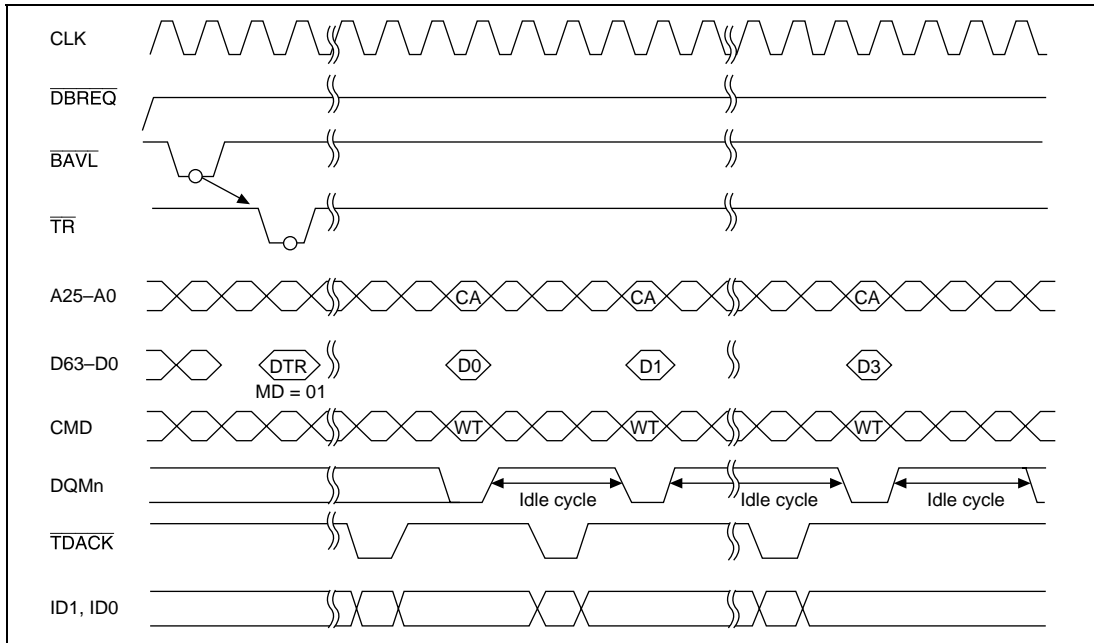 CLK
DBREQ
BAVL
TR
A25–A0 CA CA CA
D63–D0 DTR D0 D1 D3
MD = 01
CMD WT WT WT
DQMn
Idle cycle Idle cycle Idle cycle
TDACK
ID1, ID0